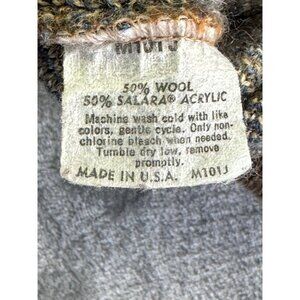 M101J
50% WOOL
50% SALARA® ACRYLIC
Machine wash cold with like
colors, gentle cycle. Only non-
chlorine bleach when needed.
Tumble dry low, remove
promptly.
MADE IN U.S.A. M101J